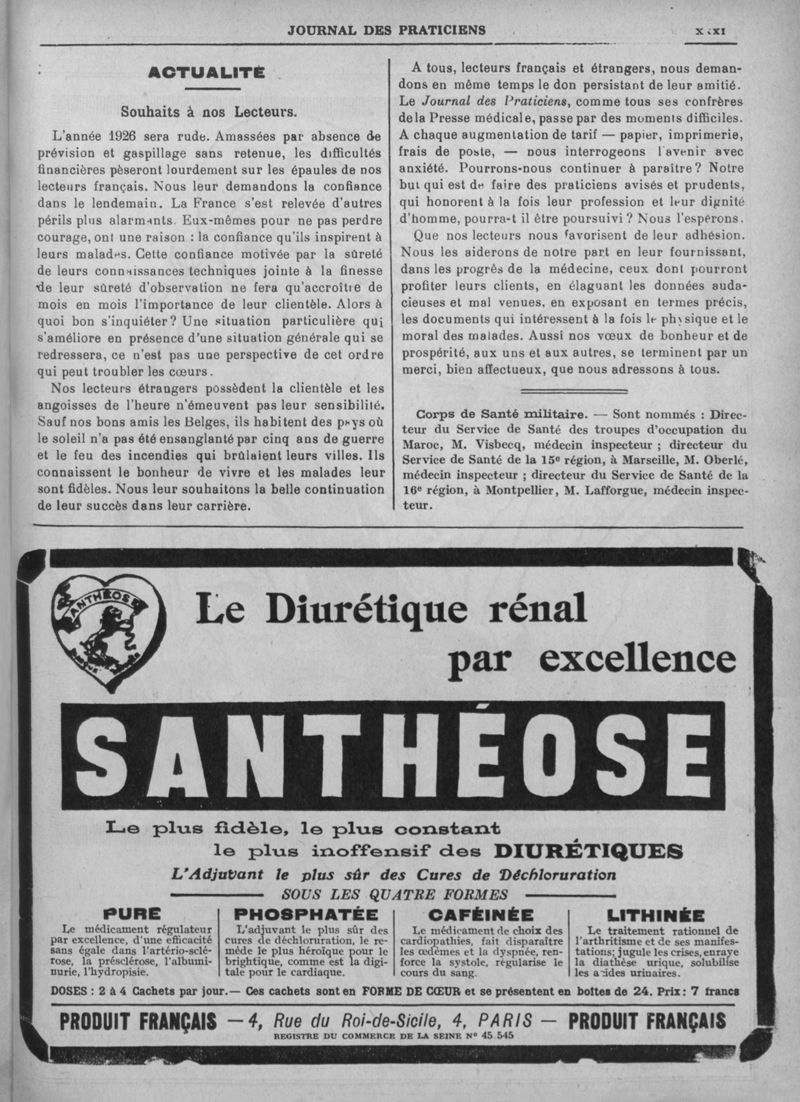 JOURNAL DES PRATICIENS
ACTUALITÉ
Souhaits à nos Lecteurs.
L'année 1926 sera rude. Amassées par absence de
prévision et gaspillage sans retenue, les difficultés
financières pèseront lourdement sur les épaules de nos
lecteurs français. Nous leur demandons la confiance
dans le lendemain. La France s'est relevée d'autres
périls plus alarmants. Eux-mêmes pour ne pas perdre
courage, ont une raison : la confiance qu'ils inspirent à
leurs malades. Cette confiance motivée par la sûreté
de leurs connaissances techniques jointe à la finesse
de leur sûreté d'observation ne fera qu'accroître de
mois en mois l'importance de leur clientèle. Alors à
quoi bon s'inquiéter ? Une situation particulière qui
s'améliore en présence d'une situation générale qui se
redressera, ce n'est pas une perspective de cet ordre
qui peut troubler les cœurs.
Nos lecteurs étrangers possèdent la clientèle et les
angoisses de l'heure n'émeuvent pas leur sensibilité.
Sauf nos bons amis les Belges, ils habitent des pays où
le soleil n'a pas été ensanglanté par cinq ans de guerre
et le feu des incendies qui brûlaient leurs villes. Ils
connaissent le bonheur de vivre et les malades leur
sont fidèles. Nous leur souhaitons la belle continuation
de leur succès dans leur carrière.
A tous, lecteurs français et étrangers, nous deman-
dons en même temps le don persistant de leur amitié.
Le Journal des Praticiens, comme tous ses confrères
de la Presse médicale, passe par des moments difficiles.
A chaque augmentation de tarif — papier, imprimerie,
frais de poste, — nous interrogeons l'avenir avec
anxiété. Pourrons-nous continuer à paraître ? Notre
but qui est de faire des praticiens avisés et prudents,
qui honorent à la fois leur profession et leur dignité
d'homme, pourra-t il être poursuivi ? Nous l'espérons.
Que nos lecteurs nous favorisent de leur adhésion.
Nous les aiderons de notre part en leur fournissant,
dans les progrès de la médecine, ceux dont pourront
profiter leurs clients, en élaguant les données auda-
cieuses et mal venues, en exposant en termes précis,
les documents qui intéressent à la fois le physique et le
moral des malades. Aussi nos vœux de bonheur et de
prospérité, aux uns et aux autres, se terminent par un
merci, bien affectueux, que nous adressons à tous.
Corps de Santé militaire. — Sont nommés : Direc-
teur du Service de Santé des troupes d'occupation du
Maroc, M. Visbecq, médecin inspecteur ; directeur du
Service de Santé de la 15e région, à Marseille, M. Oberlé,
médecin inspecteur ; directeur du Service de Santé de la
16e région, à Montpellier, M. Lafforgue, médecin inspec-
teur.
SANTHÉOSE
Le Diurétique rénal
par excellence
SANTHÉOSE
Le plus fidèle, le plus constant
le plus inoffensif des DIURÉTIQUES
L'Adjuvant le plus sûr des Cures de Déchloruration
SOUS LES QUATRE FORMES
PURE
Le médicament régulateur
par excellence, d'une efficacité
sans égale dans l'artério-sclé-
rose, la présclérose, l'albumi-
nurie, l'hydropisie.
PHOSPHATÉE
L'adjuvant le plus sûr des
cures de déchloruration, le re-
mède le plus héroïque pour le
brightique, comme est la digi-
tale pour le cardiaque.
CAFÉINÉE
Le médicament de choix des
cardiopathies, fait disparaître
les œdèmes et la dyspnée, ren-
force la systole, régularise le
cours du sang.
LITHINÉE
Le traitement rationnel de
l'arthritisme et de ses manifes-
tations; jugule les crises, enraye
la diathèse urique, solubilise
les acides urinaires.
DOSES : 2 à 4 Cachets par jour. — Ces cachets sont en FORME DE CŒUR et se présentent en boîtes de 24. Prix : 7 francs
PRODUIT FRANÇAIS — 4, Rue du Roi-de-Sicile, 4, PARIS — PRODUIT FRANÇAIS
REGISTRE DU COMMERCE DE LA SEINE No 45 545